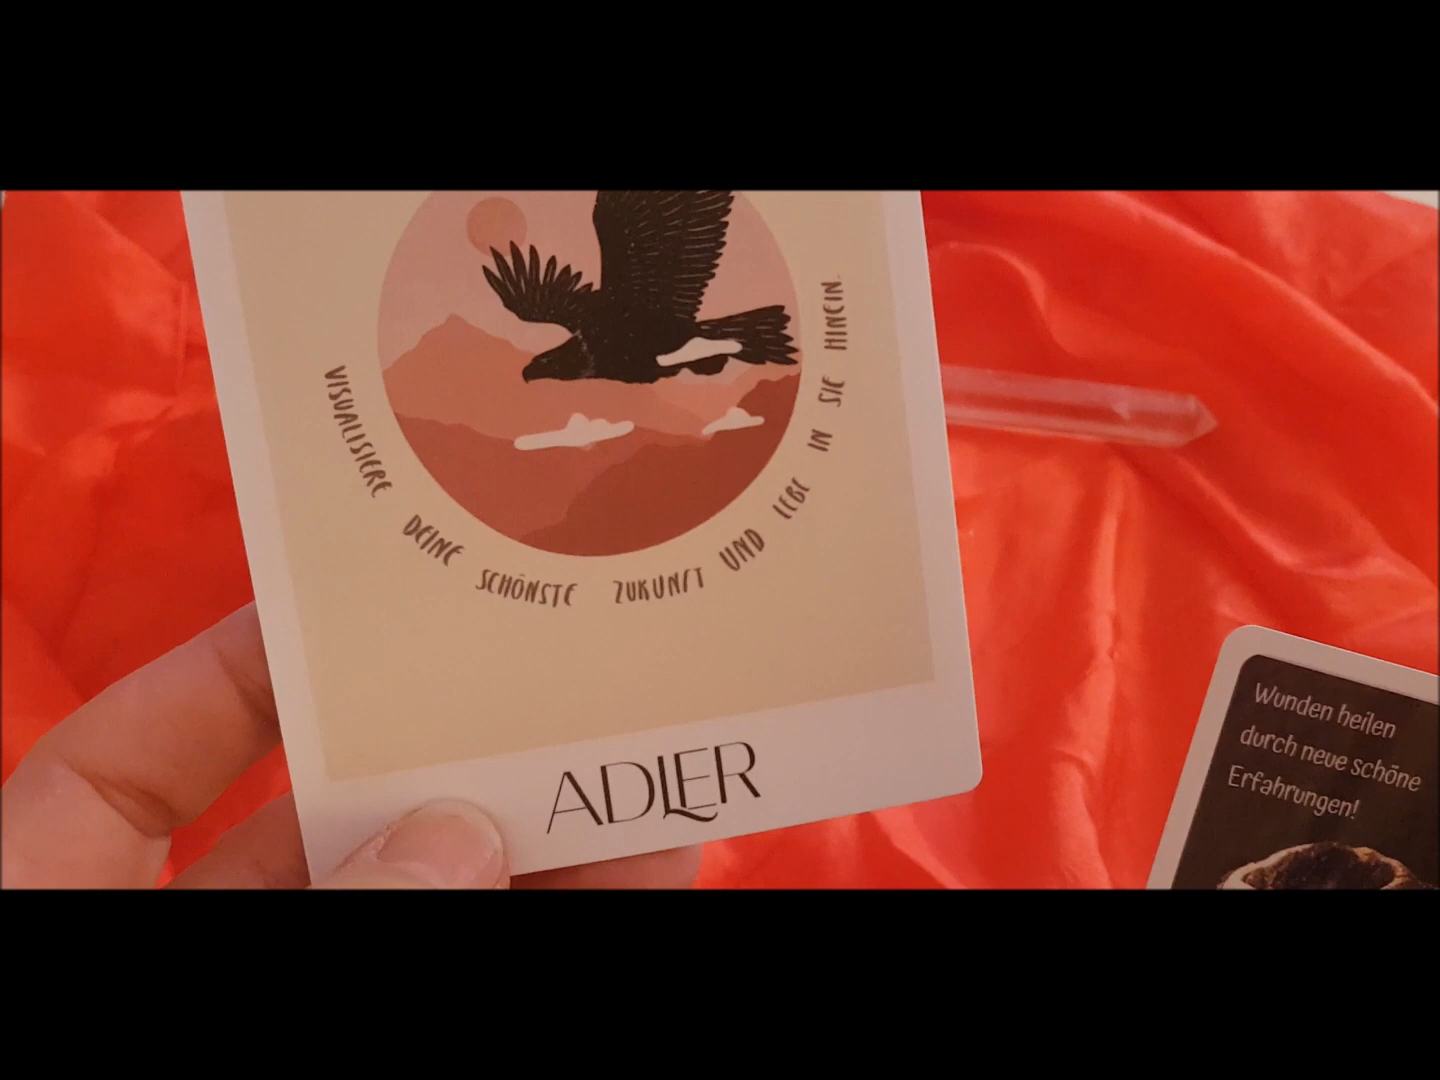 VISUALISIERE DEINE SCHÖNSTE ZUKUNFT UND LEBE IN SIE HINEIN.
ADLER
Wunden heilen
durch neue schöne
Erfahrungen!